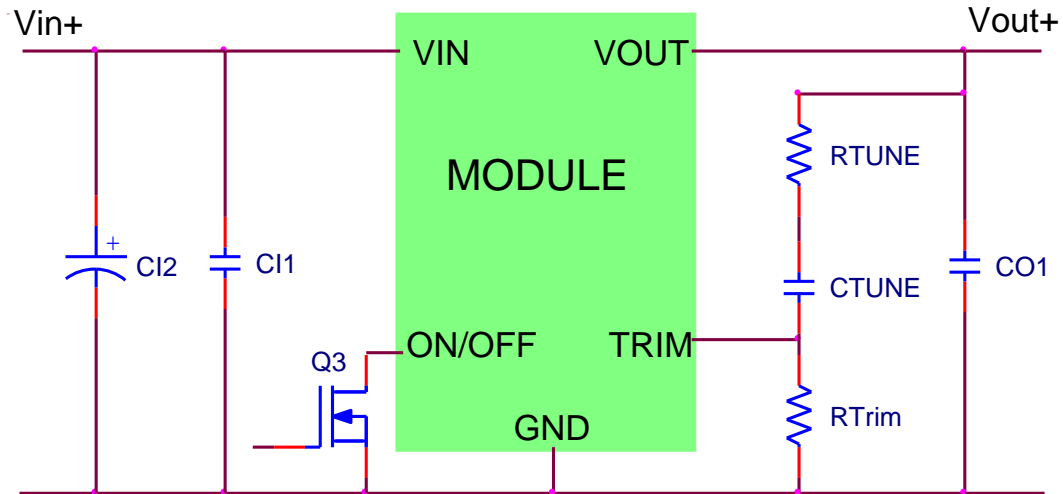 Vin+
Vout+
VIN
VOUT
RTUNE
MODULE
+
CI2
CI1
CTUNE
CO1
ON/OFF
TRIM
Q3
RTrim
GND